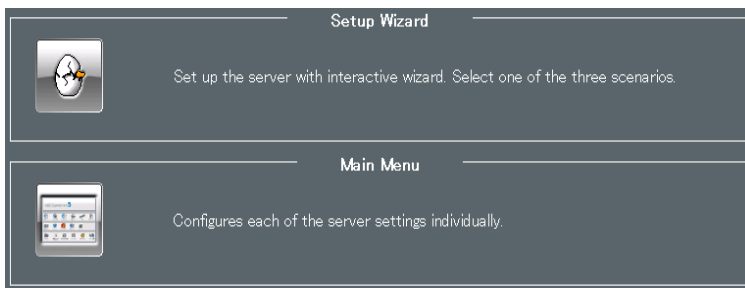 Setup Wizard
Set up the server with interactive wizard. Select one of the three scenarios.
Main Menu
Configures each of the server settings individually.